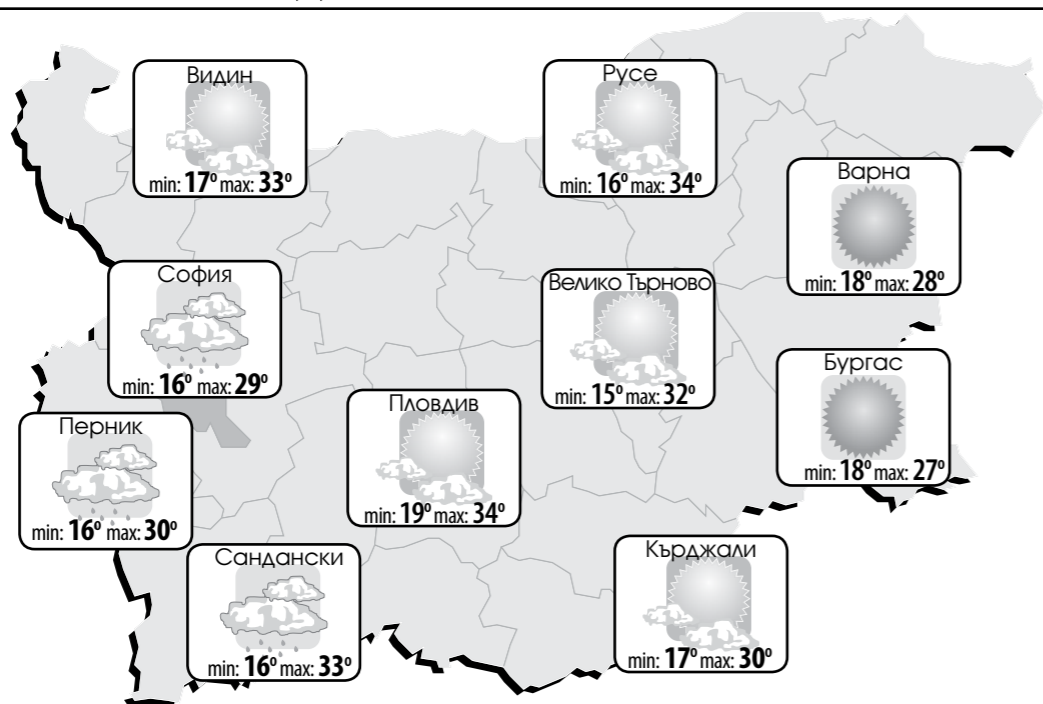 Видин
min: 17° max: 33°
Русе
min: 16° max: 34°
Варна
min: 18° max: 28°
София
min: 16° max: 29°
Велико Търново
min: 15° max: 32°
Бургас
min: 18° max: 27°
Пловдив
min: 19° max: 34°
Перник
min: 16° max: 30°
Сандански
min: 16° max: 33°
Кърджали
min: 17° max: 30°